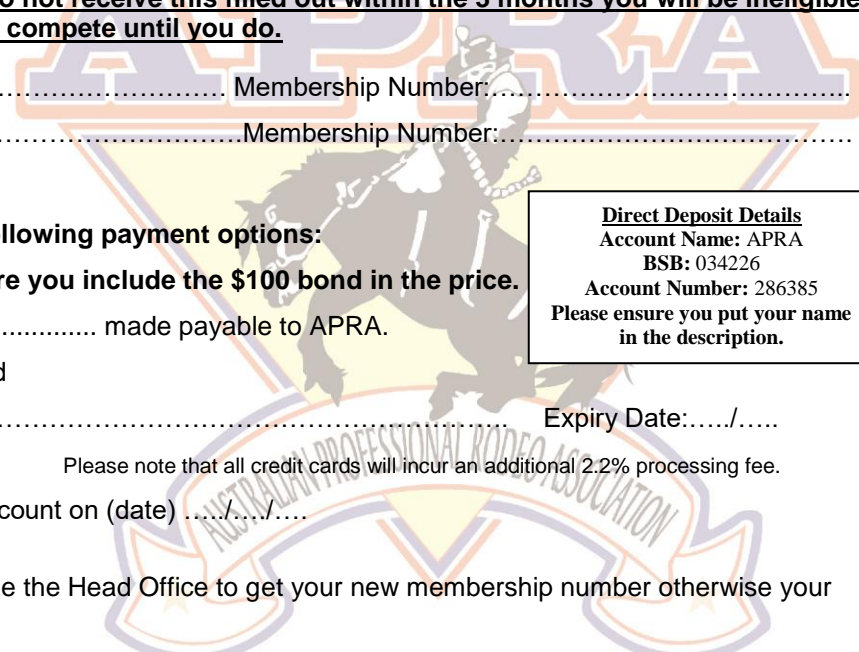 APRA
o not receive this filled out within the 3 months you will be ineligible
compete until you do.
…………………….. Membership Number:……………………………….
……………………….Membership Number:………………………………
llowing payment options:
re you include the $100 bond in the price.
............. made payable to APRA.
d
…………………………………………….. Expiry Date:…../…..
Please note that all credit cards will incur an additional 2.2% processing fee.
count on (date) …../…./….
e the Head Office to get your new membership number otherwise your
Direct Deposit Details
Account Name: APRA
BSB: 034226
Account Number: 286385
Please ensure you put your name
in the description.
AUSTRALIAN PROFESSIONAL RODEO ASSOCIATION